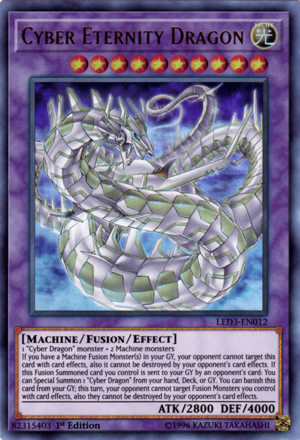 CYBER ETERNITY DRAGON
光
LED3-EN012
[MACHINE/FUSION/EFFECT]
1 "Cyber Dragon" monster + 2 Machine monsters
If you have a Machine Fusion Monster(s) in your GY, your opponent cannot target this
card with card effects, also it cannot be destroyed by your opponent's card effects. If
this Fusion Summoned card you control is sent to your GY by an opponent's card: You
can Special Summon 1 "Cyber Dragon" from your hand, Deck, or GY. You can banish this
card from your GY; this turn, your opponent cannot target Fusion Monsters you control
with card effects, also they cannot be destroyed by your opponent's card effects.
ATK/2800 DEF/4000
82315403 1st Edition ©1996 KAZUKI TAKAHASHI